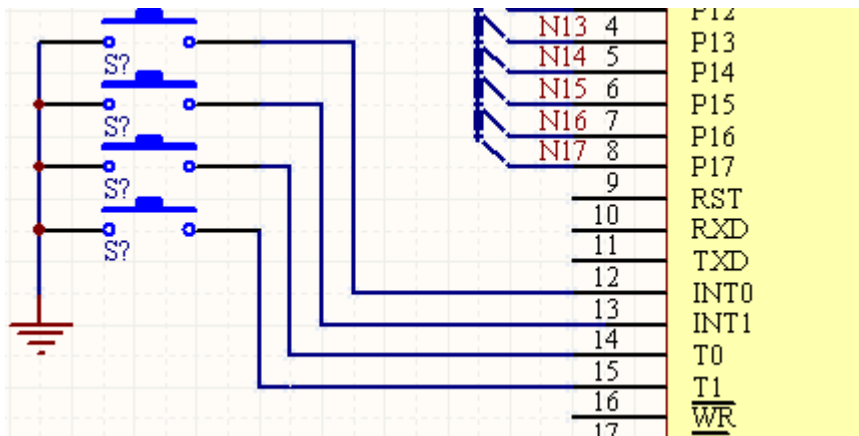 P12
N13 4 P13
N14 5 P14
N15 6 P15
N16 7 P16
N17 8 P17
9 RST
10 RXD
11 TXD
12 INT0
13 INT1
14 T0
15 T1
16 WR
17
S?
S?
S?
S?